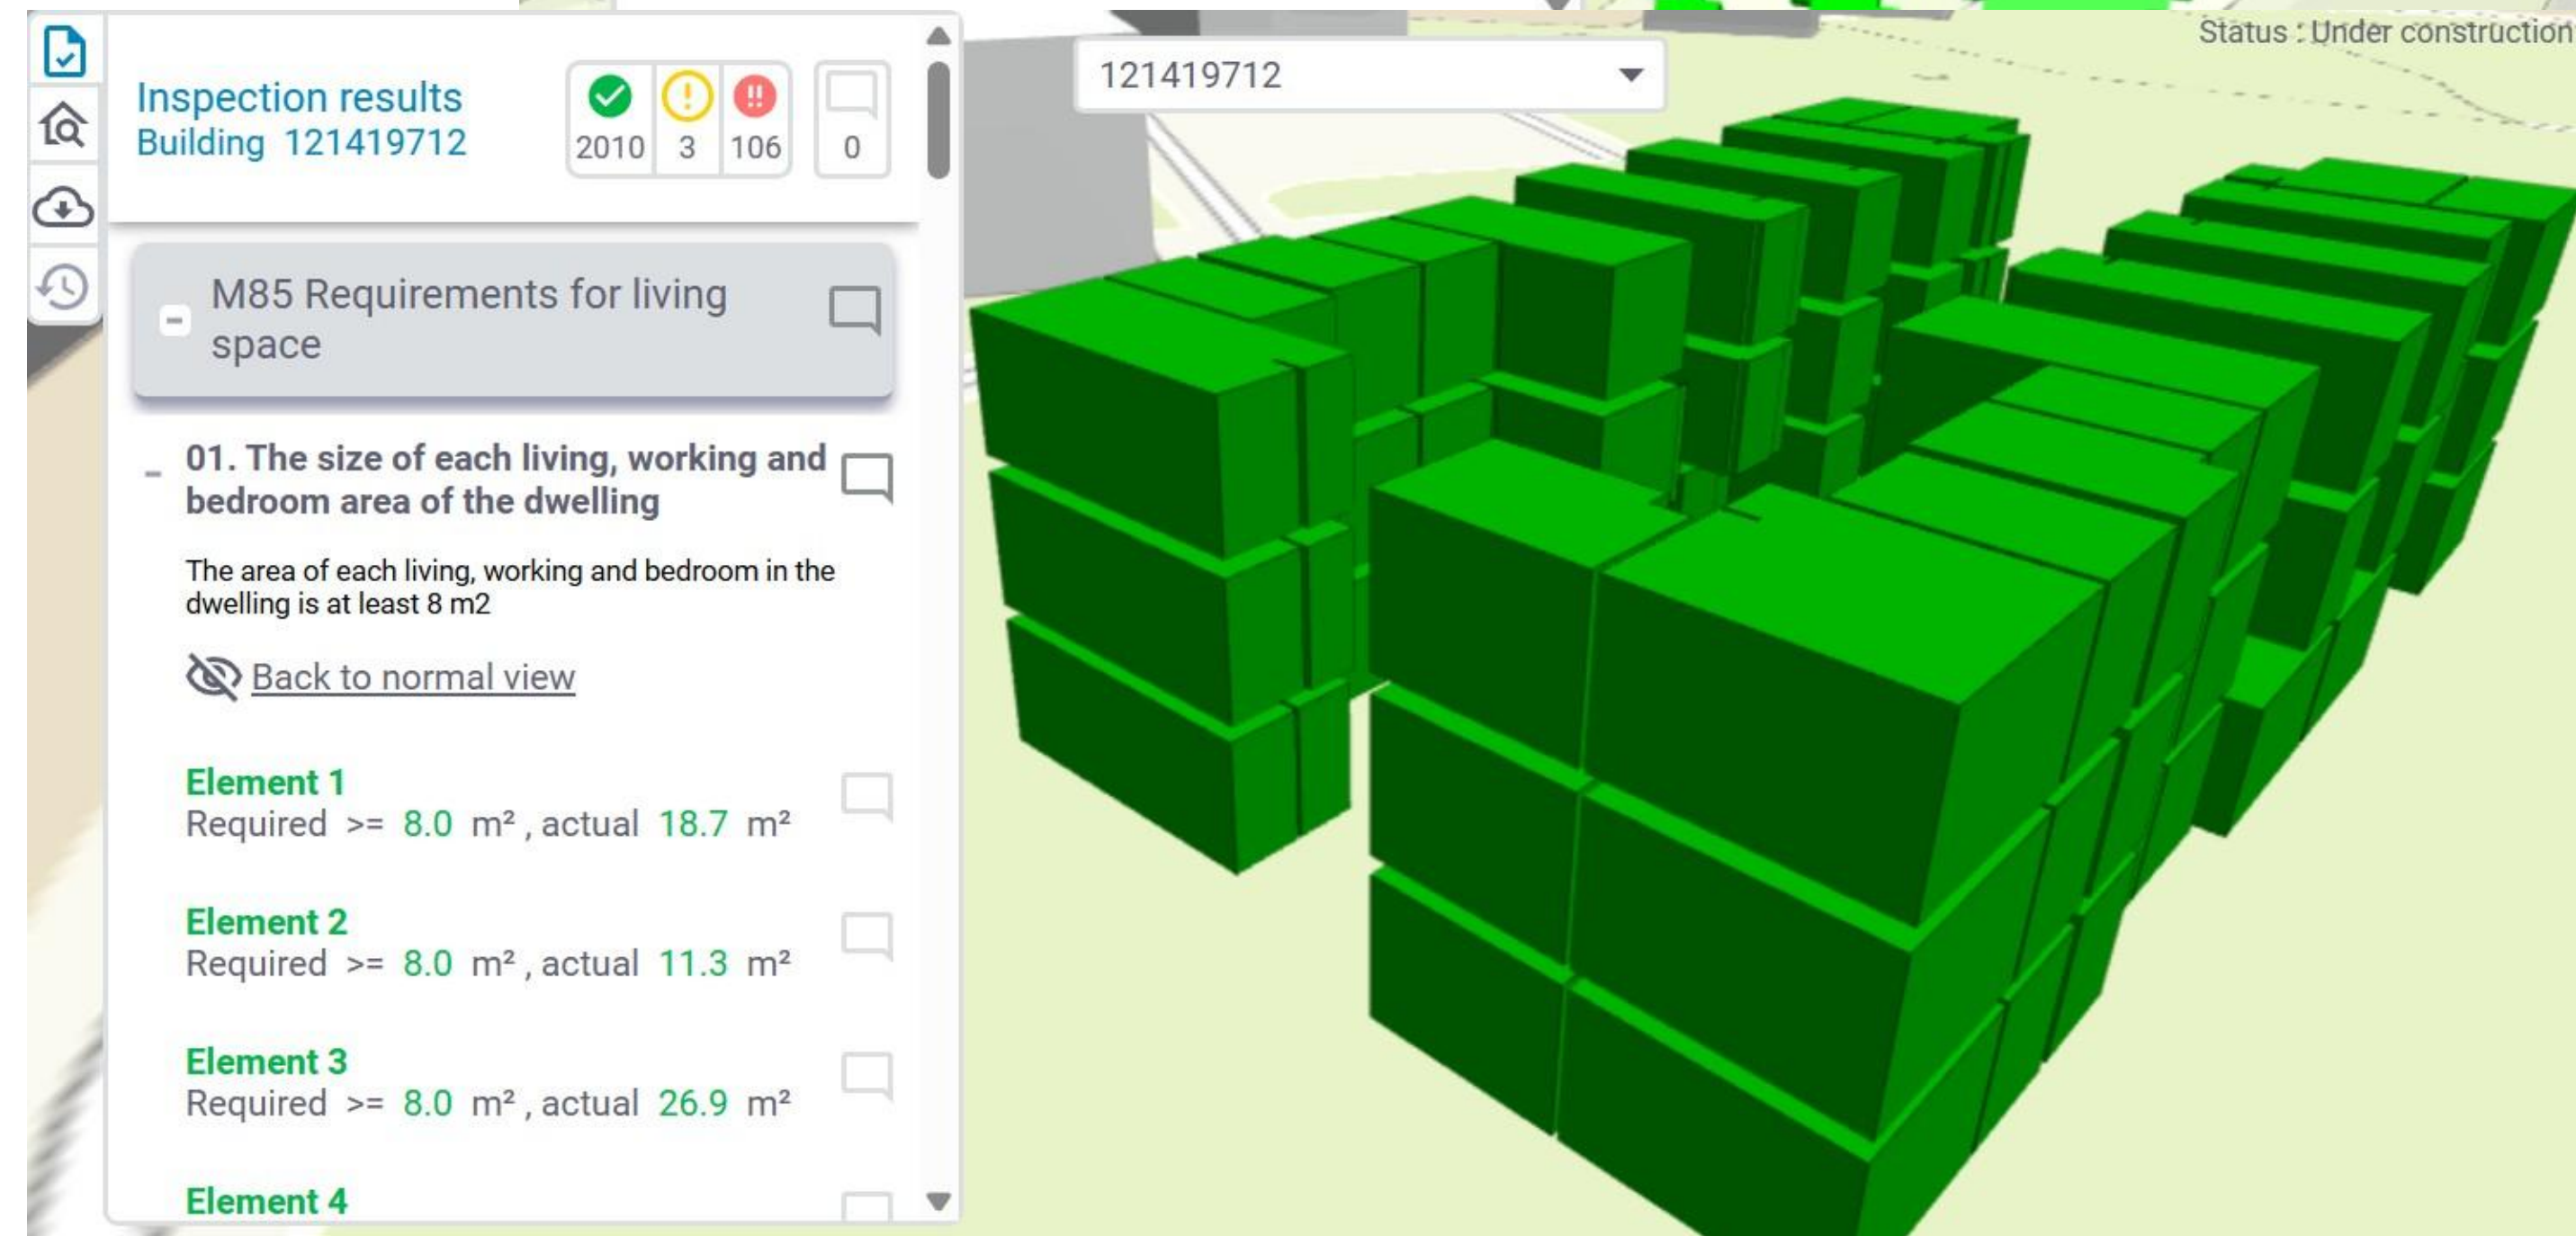 Inspection results
Building 121419712
2010 3 106 0
M85 Requirements for living
space
01. The size of each living, working and
bedroom area of the dwelling
The area of each living, working and bedroom in the
dwelling is at least 8 m2
Back to normal view
Element 1
Required >= 8.0 m² , actual 18.7 m²
Element 2
Required >= 8.0 m² , actual 11.3 m²
Element 3
Required >= 8.0 m² , actual 26.9 m²
Element 4
121419712
Status : Under construction